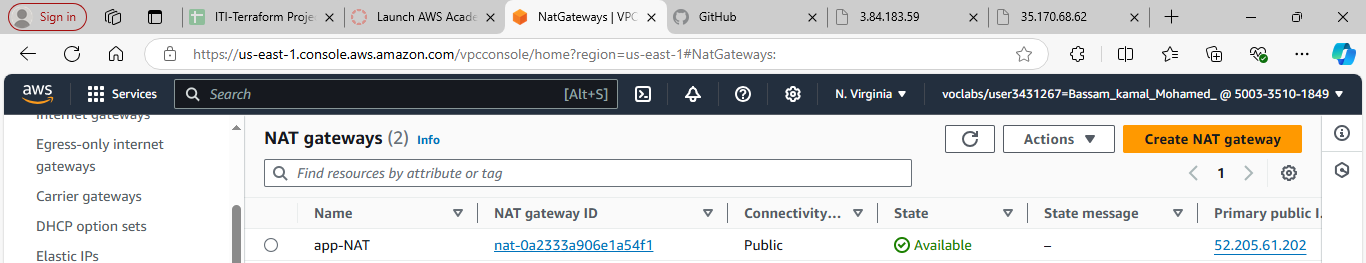 Sign in
ITI-Terraform Proje
Launch AWS Acade
NatGateways | VPC
GitHub
3.84.183.59
35.170.68.62
https://us-east-1.console.aws.amazon.com/vpcconsole/home?region=us-east-1#NatGateways:
aws
Services
Search
[Alt+S]
N. Virginia
voclabs/user3431267=Bassam_kamal_Mohamed_ @ 5003-3510-1849
Internet gateways
Egress-only internet
gateways
Carrier gateways
DHCP option sets
Elastic IPs
NAT gateways (2) Info
Actions
Create NAT gateway
Find resources by attribute or tag
1
Name
NAT gateway ID
Connectivity...
State
State message
Primary public I...
app-NAT
nat-0a2333a906e1a54f1
Public
Available
–
52.205.61.202